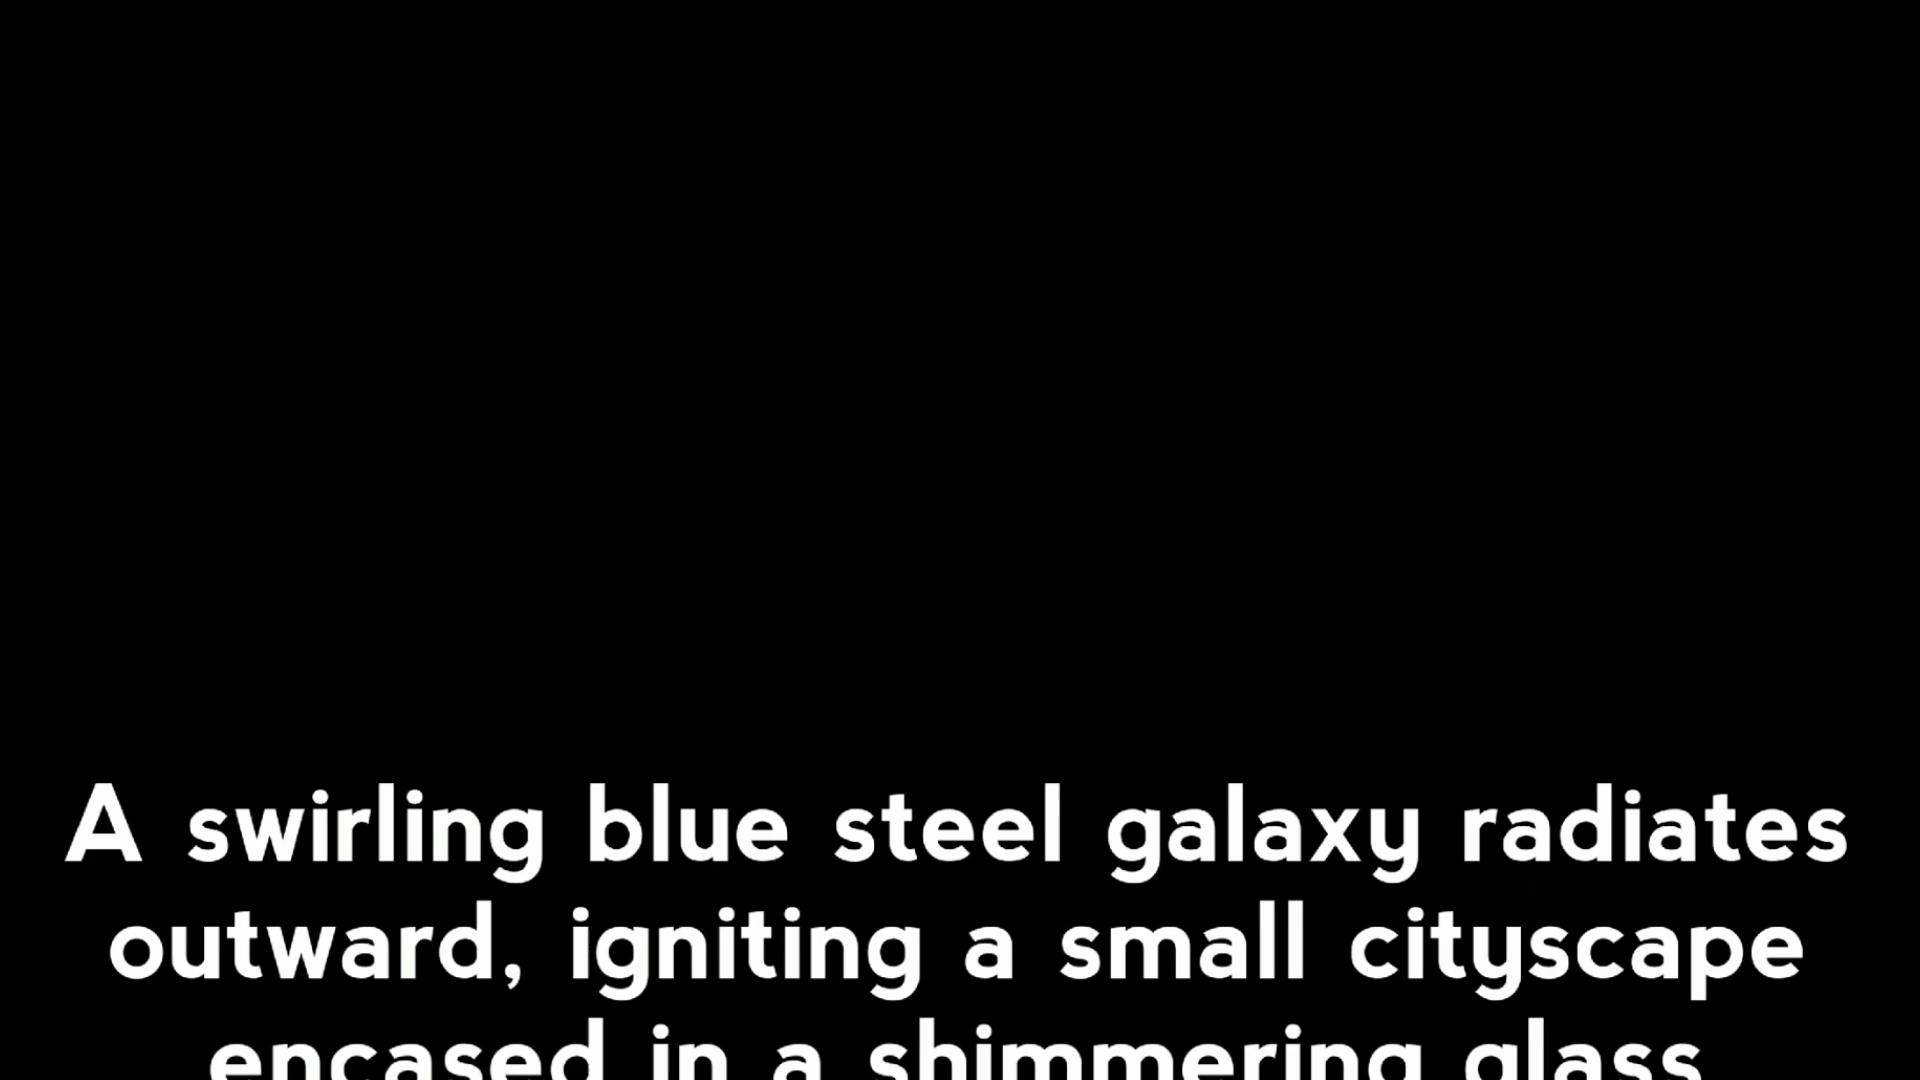 A swirling blue steel galaxy radiates
outward, igniting a small cityscape
encased in a shimmering glass